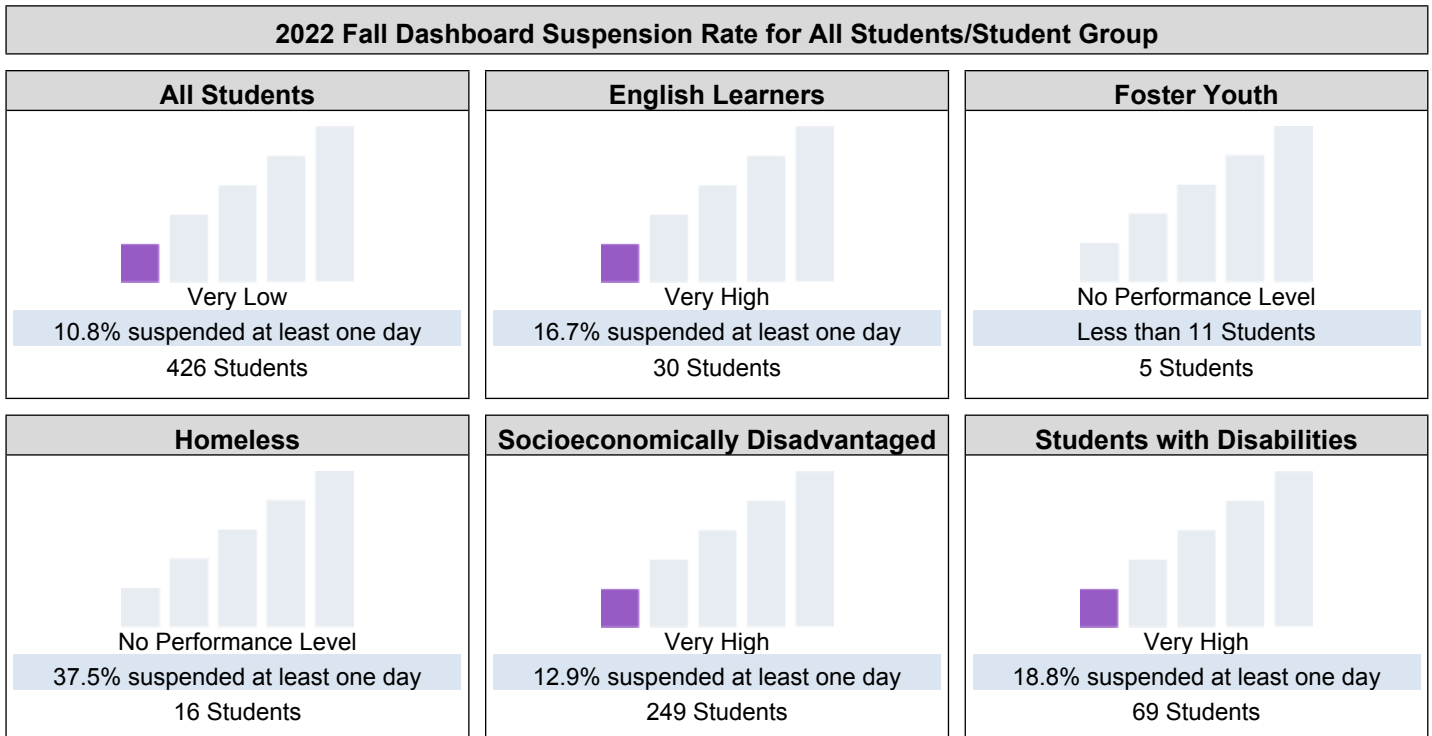 2022 Fall Dashboard Suspension Rate for All Students/Student Group
All Students
Very Low
10.8% suspended at least one day
426 Students
English Learners
Very High
16.7% suspended at least one day
30 Students
Foster Youth
No Performance Level
Less than 11 Students
5 Students
Homeless
No Performance Level
37.5% suspended at least one day
16 Students
Socioeconomically Disadvantaged
Very High
12.9% suspended at least one day
249 Students
Students with Disabilities
Very High
18.8% suspended at least one day
69 Students